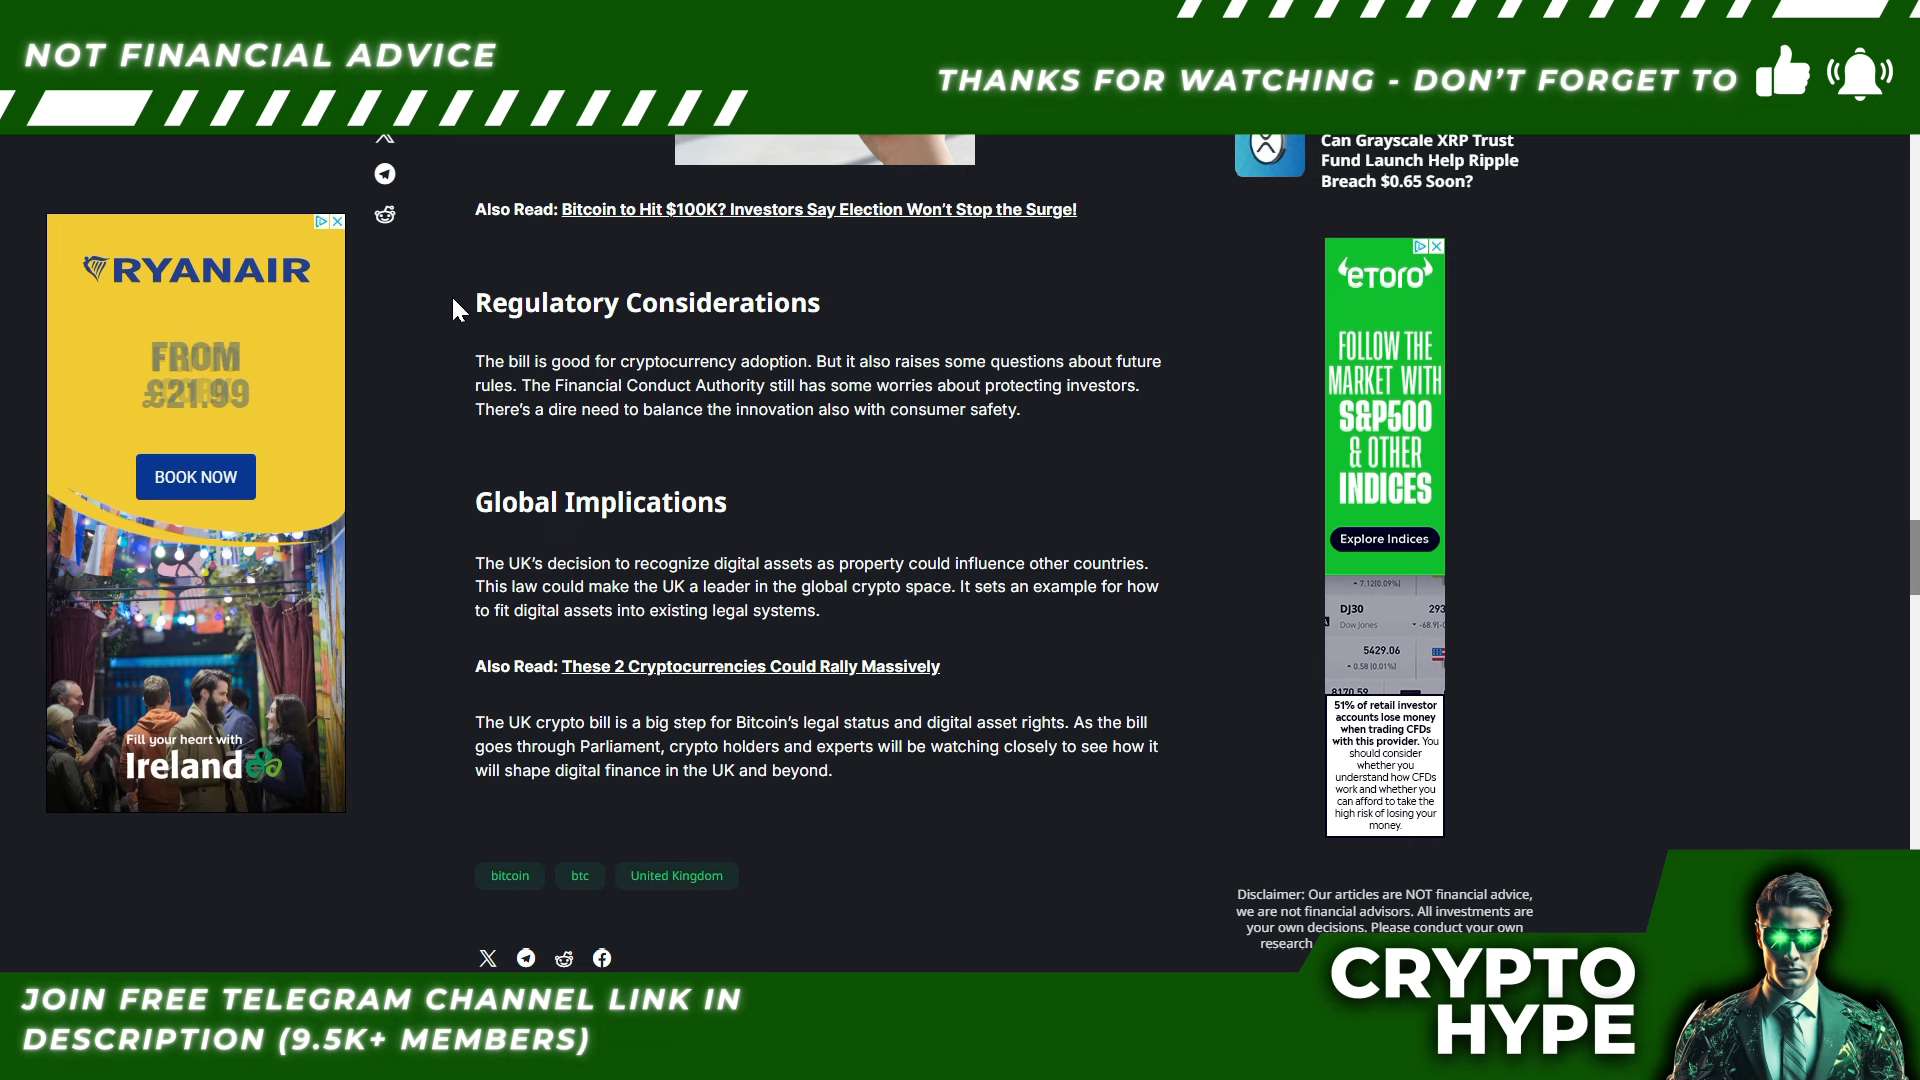 NOT FINANCIAL ADVICE
THANKS FOR WATCHING - DON'T FORGET TO
Can Grayscale XRP Trust
Fund Launch Help Ripple
Breach $0.65 Soon?
Also Read: Bitcoin to Hit $100K? Investors Say Election Won't Stop the Surge!
RYANAIR
FROM
£21.99
BOOK NOW
Fill your heart with
Ireland
Regulatory Considerations
The bill is good for cryptocurrency adoption. But it also raises some questions about future
rules. The Financial Conduct Authority still has some worries about protecting investors.
There's a dire need to balance the innovation also with consumer safety.
Global Implications
The UK's decision to recognize digital assets as property could influence other countries.
This law could make the UK a leader in the global crypto space. It sets an example for how
to fit digital assets into existing legal systems.
Also Read: These 2 Cryptocurrencies Could Rally Massively
The UK crypto bill is a big step for Bitcoin's legal status and digital asset rights. As the bill
goes through Parliament, crypto holders and experts will be watching closely to see how it
will shape digital finance in the UK and beyond.
bitcoin btc United Kingdom
eToro
FOLLOW THE
MARKET WITH
S&P500
& OTHER
INDICES
Explore Indices
7.12(0.09%)
DJ30 293
Dow Jones -68.9(-0
5429.06
0.58 (0.01%)
8170.59
51% of retail investor
accounts lose money
when trading CFDs
with this provider. You
should consider
whether you
understand how CFDs
work and whether you
can afford to take the
high risk of losing your
money.
Disclaimer: Our articles are NOT financial advice,
we are not financial advisors. All investments are
your own decisions. Please conduct your own
research
JOIN FREE TELEGRAM CHANNEL LINK IN
DESCRIPTION (9.5K+ MEMBERS)
CRYPTO
HYPE